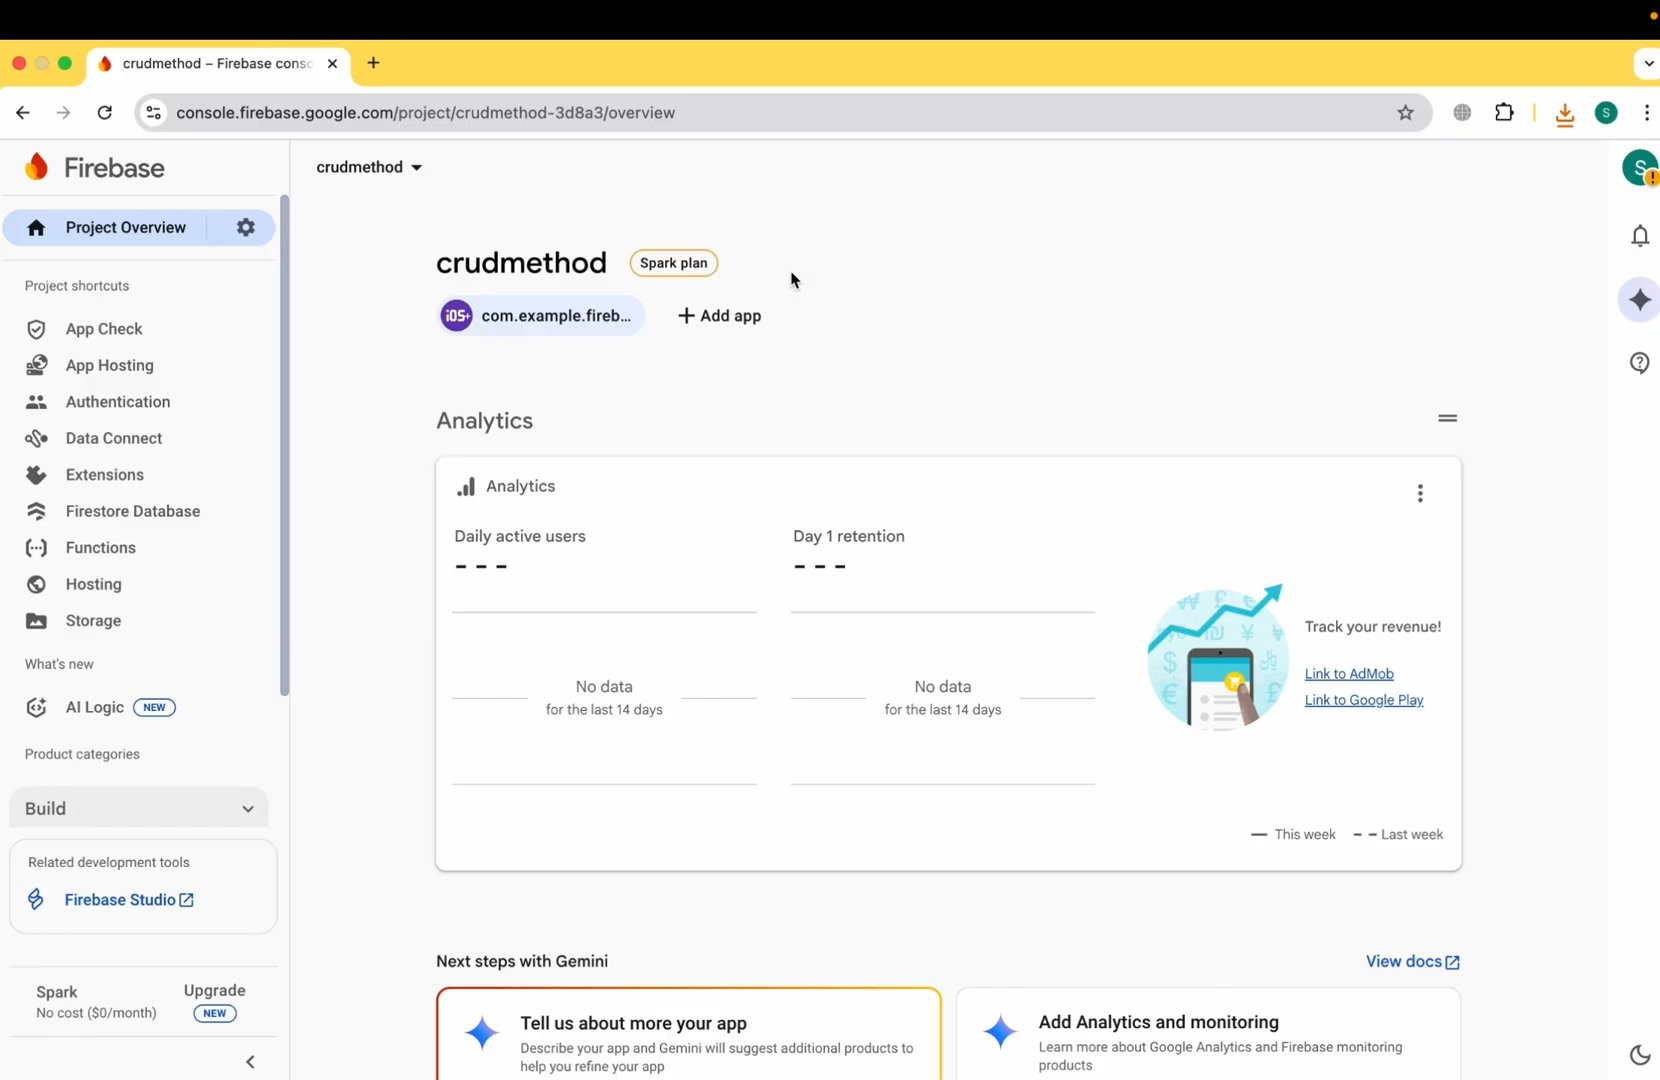 crudmethod – Firebase conso
console.firebase.google.com/project/crudmethod-3d8a3/overview
S
Firebase
crudmethod
S
Project Overview
Project shortcuts
App Check
App Hosting
Authentication
Data Connect
Extensions
Firestore Database
Functions
Hosting
Storage
What's new
AI Logic NEW
Product categories
Build
Related development tools
Firebase Studio
Spark
No cost ($0/month)
Upgrade
NEW
crudmethod Spark plan
iOS+ com.example.fireb... + Add app
Analytics
Analytics
Daily active users
Day 1 retention
No data
for the last 14 days
No data
for the last 14 days
Track your revenue!
Link to AdMob
Link to Google Play
This week Last week
Next steps with Gemini
View docs
Tell us about more your app
Describe your app and Gemini will suggest additional products to
help you refine your app
Add Analytics and monitoring
Learn more about Google Analytics and Firebase monitoring
products